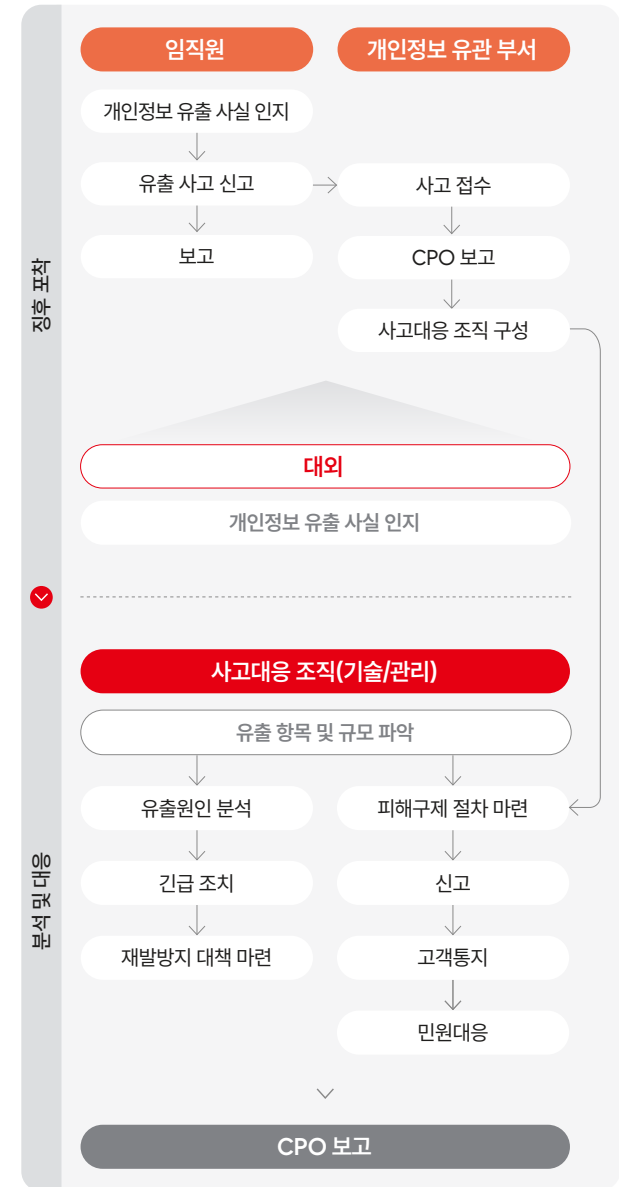 임직원
개인정보 유관 부서
개인정보 유출 사실 인지
유출 사고 신고
사고 접수
보고
CPO 보고
사고대응 조직 구성
징후 포착
대외
개인정보 유출 사실 인지
사고대응 조직(기술/관리)
유출 항목 및 규모 파악
유출원인 분석
피해구제 절차 마련
긴급 조치
신고
분석 및 대응
재발방지 대책 마련
고객통지
민원대응
CPO 보고